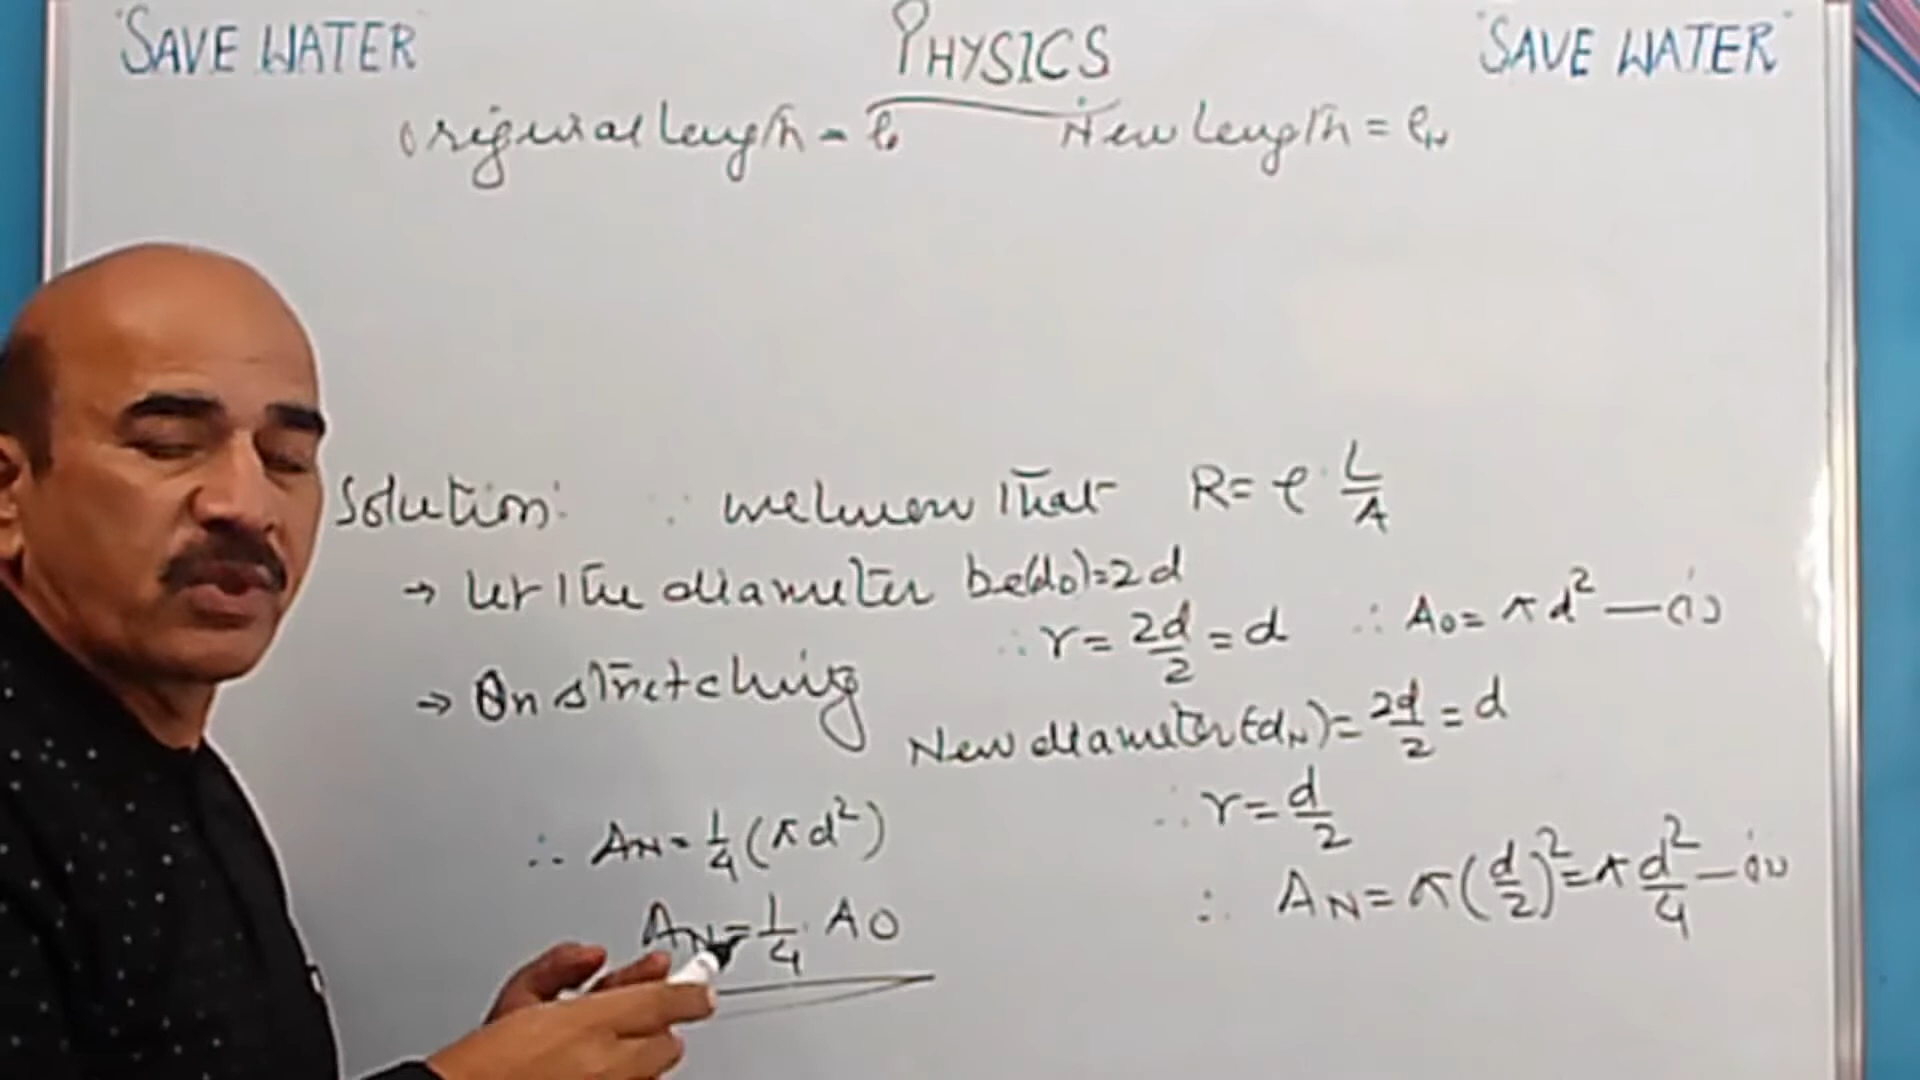 "SAVE WATER" PHYSICS "SAVE WATER"
Original Length = l₀ New Length = lN
Solution: ∵ we know that R = ρ · L/A
→ Let the diameter be (d₀) = 2d
∴ r = 2d/2 = d ∴ A₀ = πd² — (i)
→ On stretching
New diameter (dN) = 2d/2 = d
∴ r = d/2
∴ AN = π(d/2)² = πd²/4 — (ii)
∴ AN = 1/4 (πd²)
AN = 1/4 · A₀